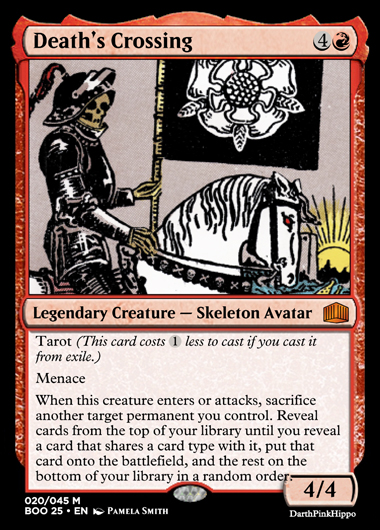 Death's Crossing 4
Legendary Creature — Skeleton Avatar
Tarot (This card costs 1 less to cast if you cast it
from exile.)
Menace
When this creature enters or attacks, sacrifice
another target permanent you control. Reveal
cards from the top of your library until you reveal
a card that shares a card type with it, put that
card onto the battlefield, and the rest on the
bottom of your library in a random order.
4/4
020/045 M
BOO 25 • EN Pamela Smith
DarthPinkHippo